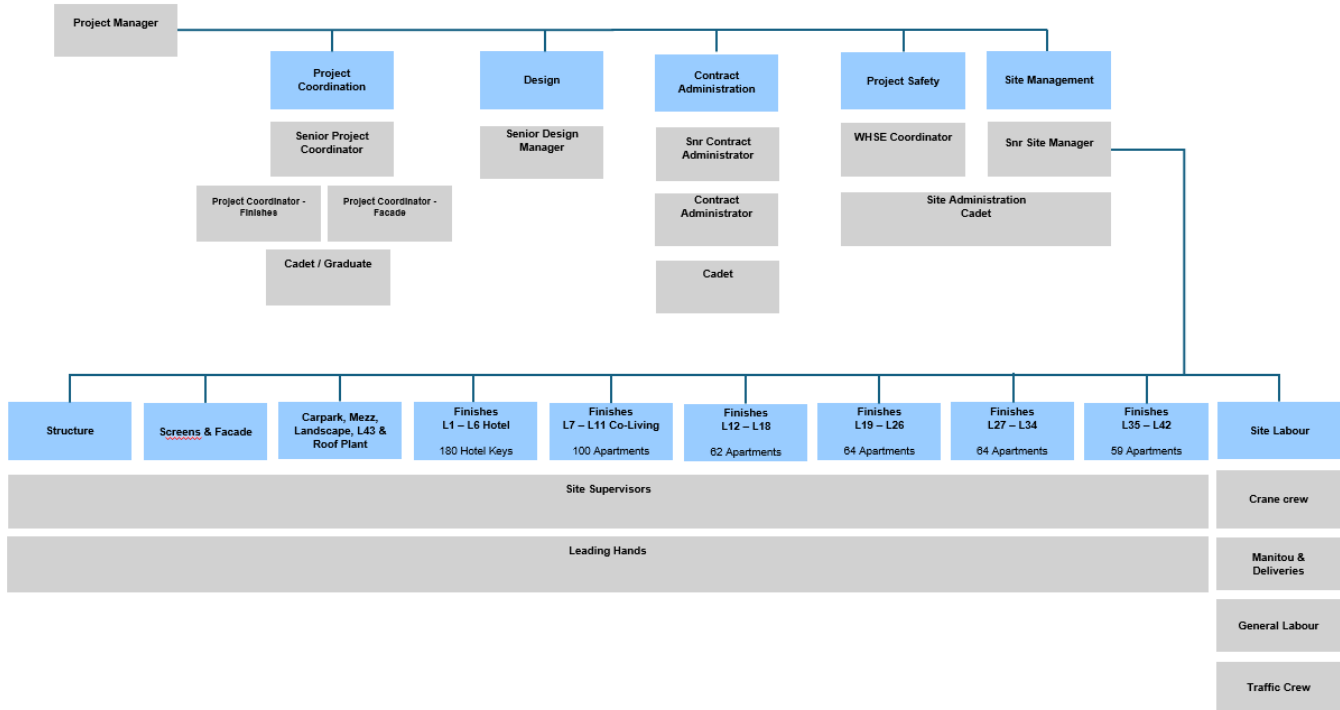 Project Manager
Project
Coordination
Design
Contract
Administration
Project Safety
Site Management
Senior Project
Coordinator
Senior Design
Manager
Snr Contract
Administrator
WHSE Coordinator
Snr Site Manager
Project Coordinator -
Finishes
Project Coordinator -
Facade
Contract
Administrator
Site Administration
Cadet
Cadet / Graduate
Cadet
Structure
Screens & Facade
Carpark, Mezz,
Landscape, L43 &
Roof Plant
Finishes
L1 – L6 Hotel
180 Hotel Keys
Finishes
L7 – L11 Co-Living
100 Apartments
Finishes
L12 – L18
62 Apartments
Finishes
L19 – L26
64 Apartments
Finishes
L27 – L34
64 Apartments
Finishes
L35 – L42
59 Apartments
Site Labour
Site Supervisors
Crane crew
Leading Hands
Manitou &
Deliveries
General Labour
Traffic Crew